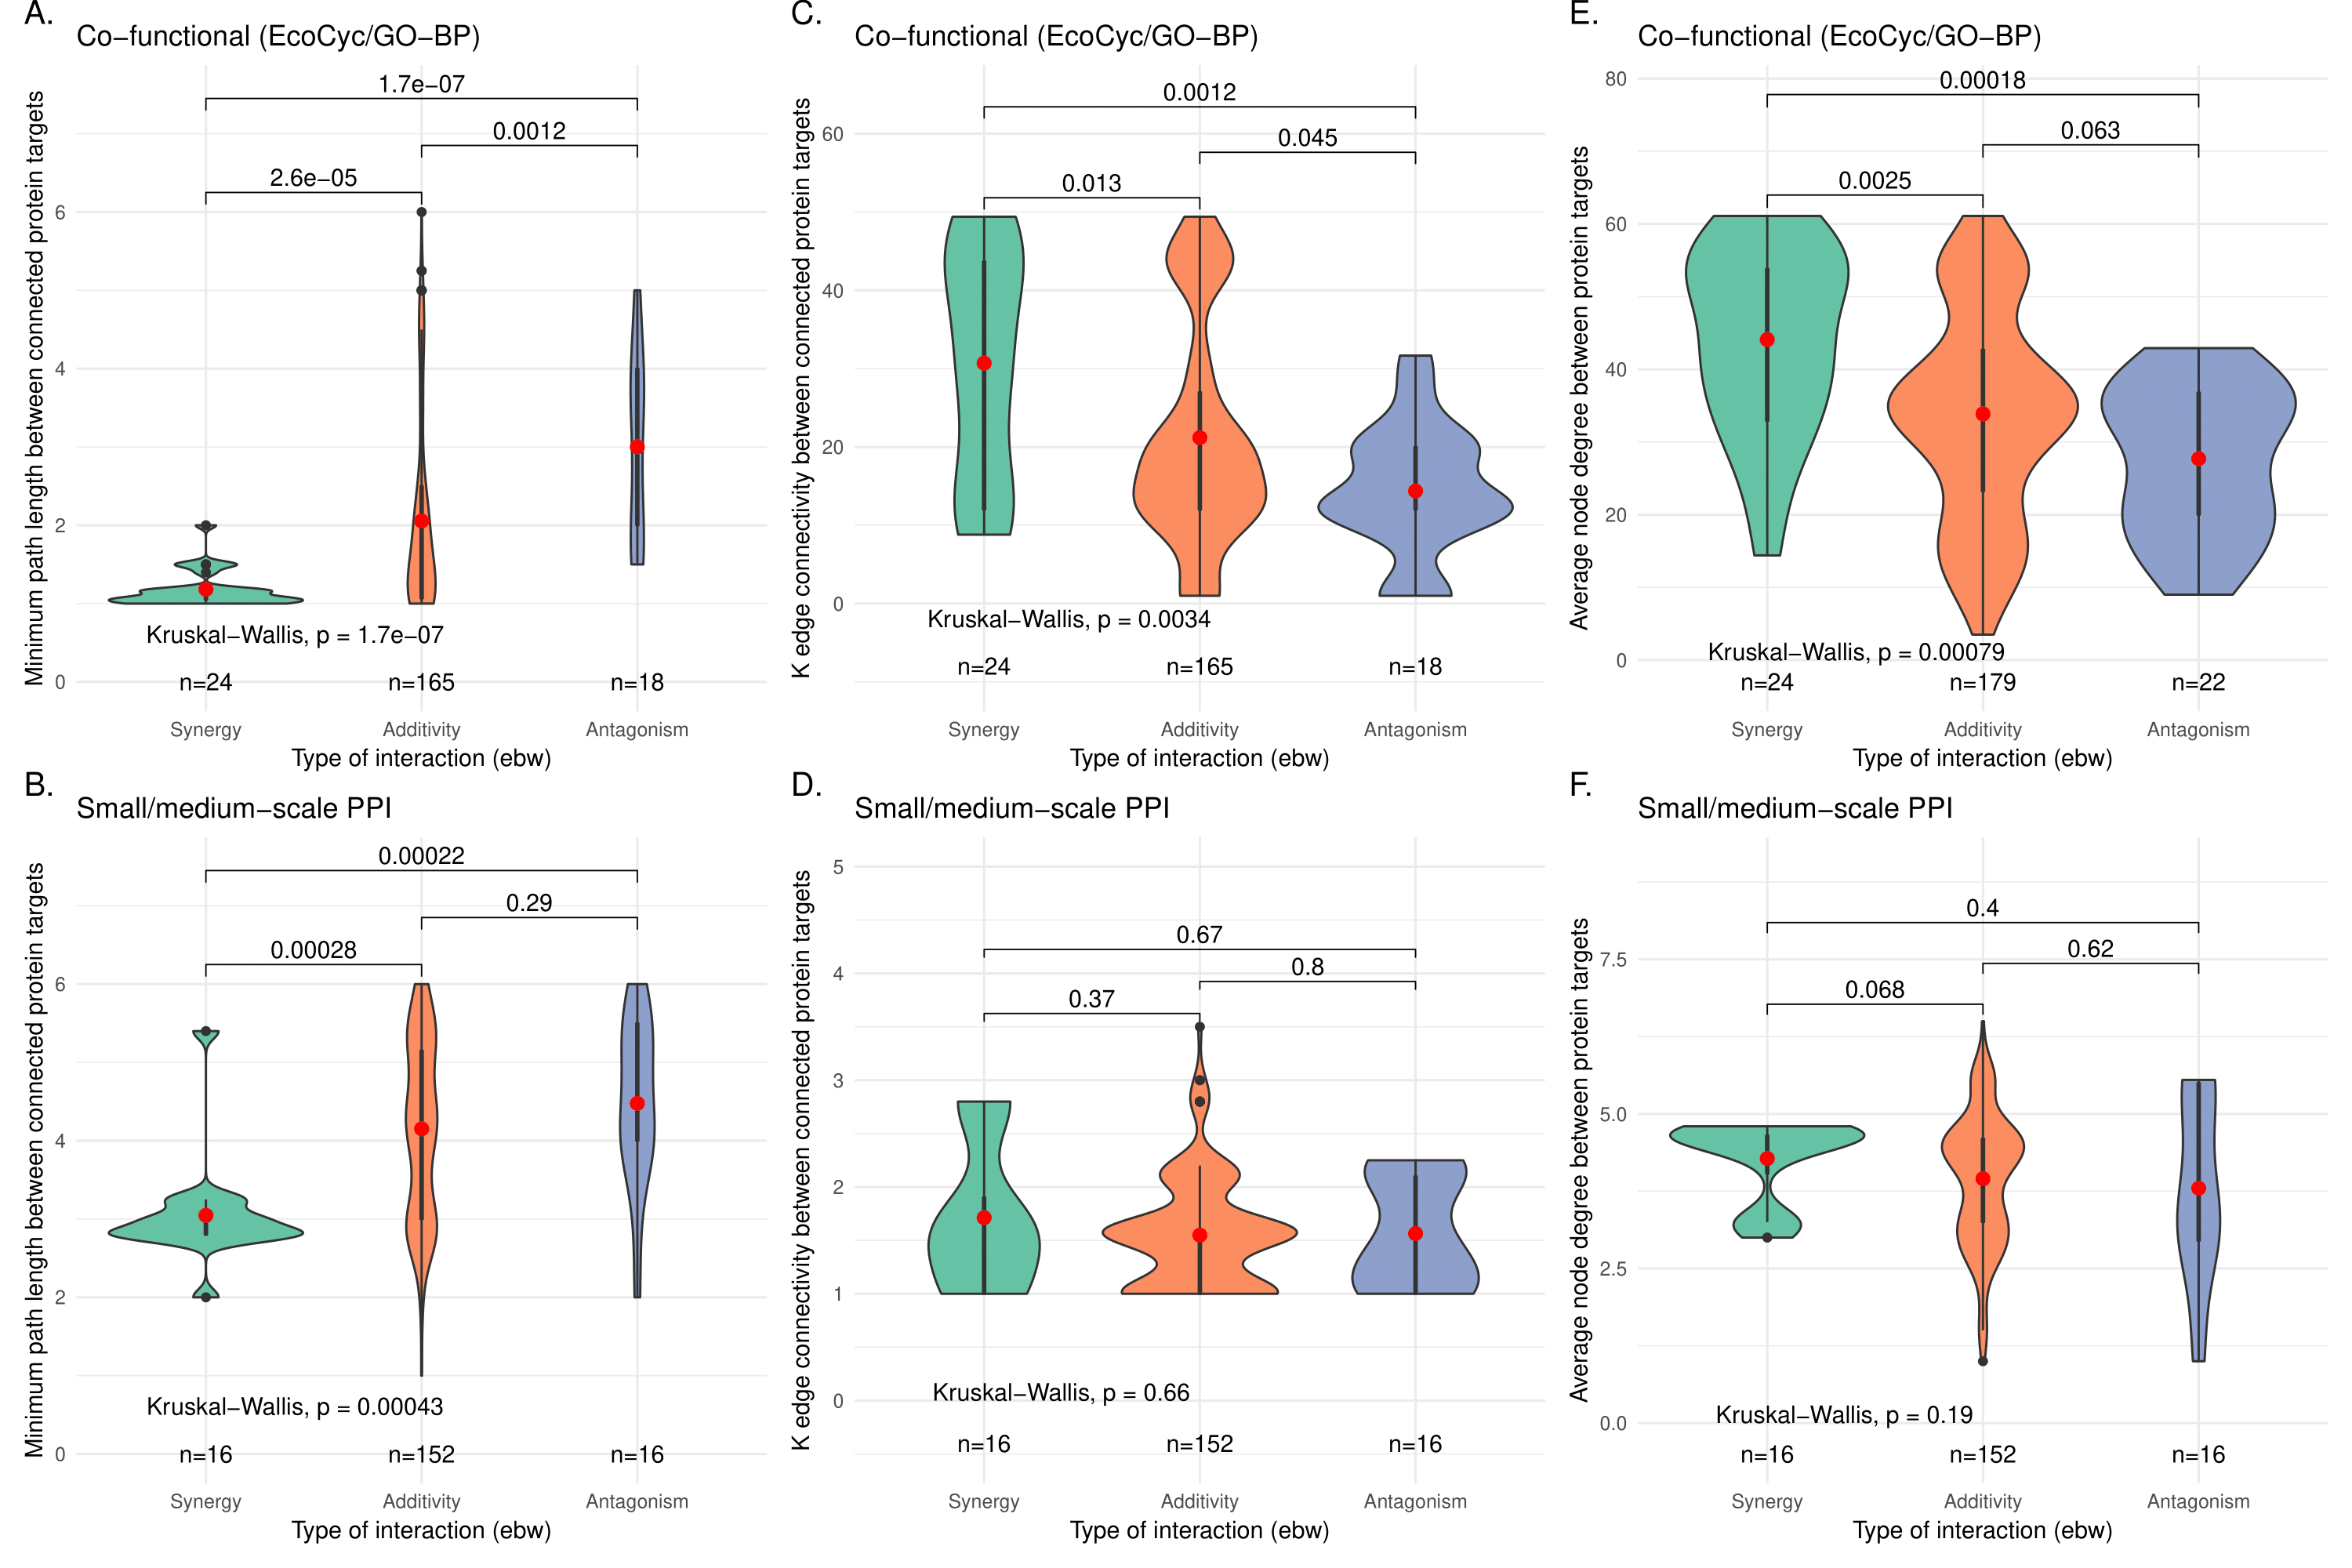 A.
Co−functional (EcoCyc/GO−BP)
Minimum path length between connected protein targets
1.7e−07
0.0012
2.6e−05
6
4
2
0
Kruskal−Wallis, p = 1.7e−07
n=24
n=165
n=18
Synergy
Additivity
Antagonism
Type of interaction (ebw)
C.
Co−functional (EcoCyc/GO−BP)
K edge connectivity between connected protein targets
0.0012
0.045
0.013
60
40
20
0
Kruskal−Wallis, p = 0.0034
n=24
n=165
n=18
Synergy
Additivity
Antagonism
Type of interaction (ebw)
E.
Co−functional (EcoCyc/GO−BP)
Average node degree between protein targets
0.00018
0.063
0.0025
80
60
40
20
0
Kruskal−Wallis, p = 0.00079
n=24
n=179
n=22
Synergy
Additivity
Antagonism
Type of interaction (ebw)
B.
Small/medium−scale PPI
Minimum path length between connected protein targets
0.00022
0.29
0.00028
6
4
2
0
Kruskal−Wallis, p = 0.00043
n=16
n=152
n=16
Synergy
Additivity
Antagonism
Type of interaction (ebw)
D.
Small/medium−scale PPI
K edge connectivity between connected protein targets
0.67
0.8
0.37
5
4
3
2
1
0
Kruskal−Wallis, p = 0.66
n=16
n=152
n=16
Synergy
Additivity
Antagonism
Type of interaction (ebw)
F.
Small/medium−scale PPI
Average node degree between protein targets
0.4
0.62
0.068
7.5
5.0
2.5
0.0
Kruskal−Wallis, p = 0.19
n=16
n=152
n=16
Synergy
Additivity
Antagonism
Type of interaction (ebw)